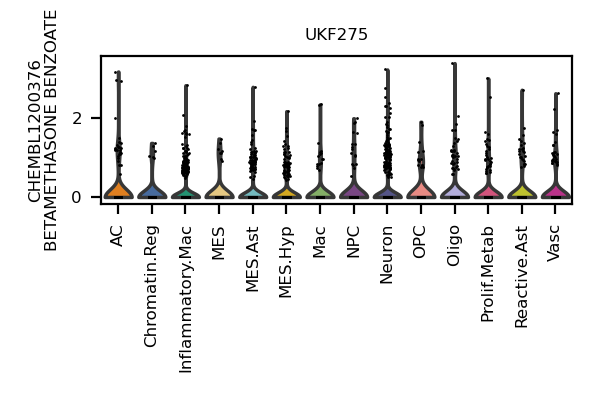 UKF275
CHEMBL1200376
BETAMETHASONE BENZOATE
2
0
AC
Chromatin.Reg
Inflammatory.Mac
MES
MES.Ast
MES.Hyp
Mac
NPC
Neuron
OPC
Oligo
Prolif.Metab
Reactive.Ast
Vasc